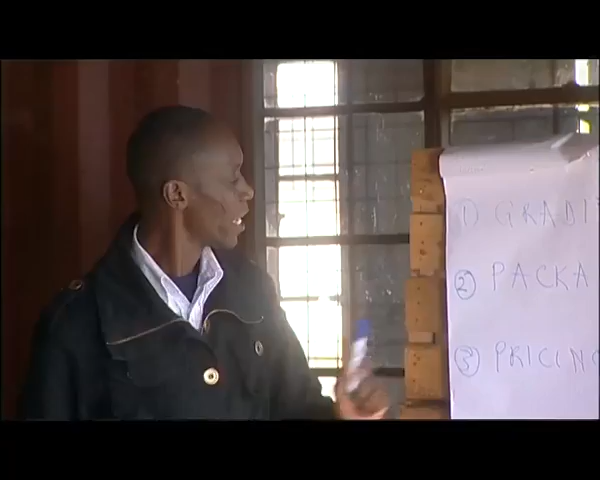 ① GRADI
② PACKA
③ PRICIN